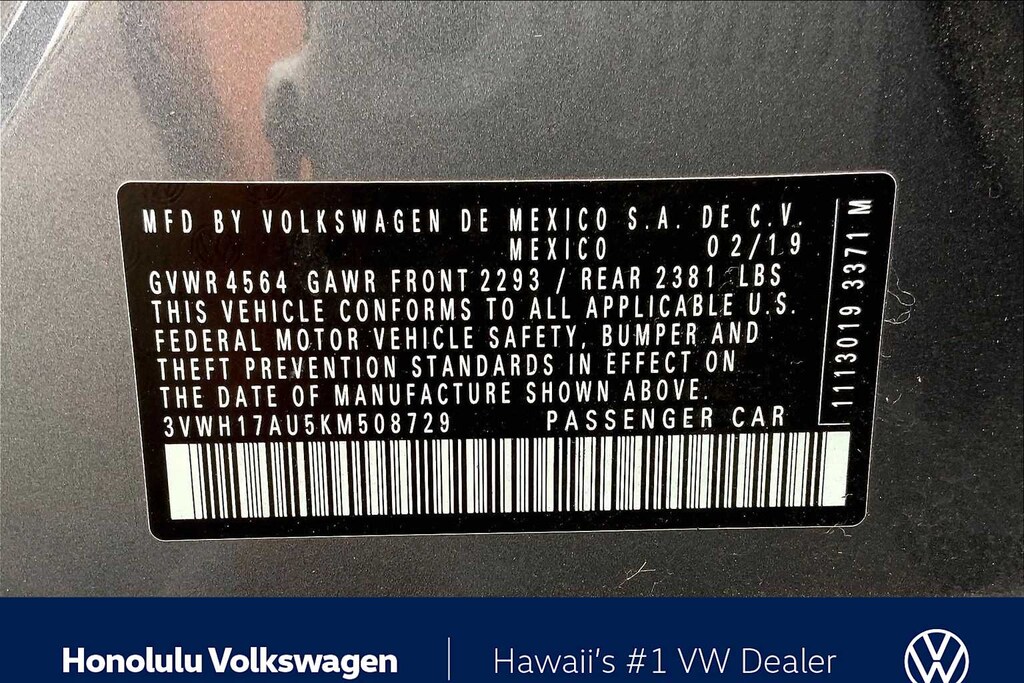 MFD BY VOLKSWAGEN DE MEXICO S.A. DE C.V.
MEXICO 02/19
GVWR 4564 GAWR FRONT 2293 / REAR 2381 LBS
THIS VEHICLE CONFORMS TO ALL APPLICABLE U.S.
FEDERAL MOTOR VEHICLE SAFETY, BUMPER AND
THEFT PREVENTION STANDARDS IN EFFECT ON
THE DATE OF MANUFACTURE SHOWN ABOVE.
3VWH17AU5KM508729 PASSENGER CAR
1113019 3371 M
Honolulu Volkswagen | Hawaii's #1 VW Dealer